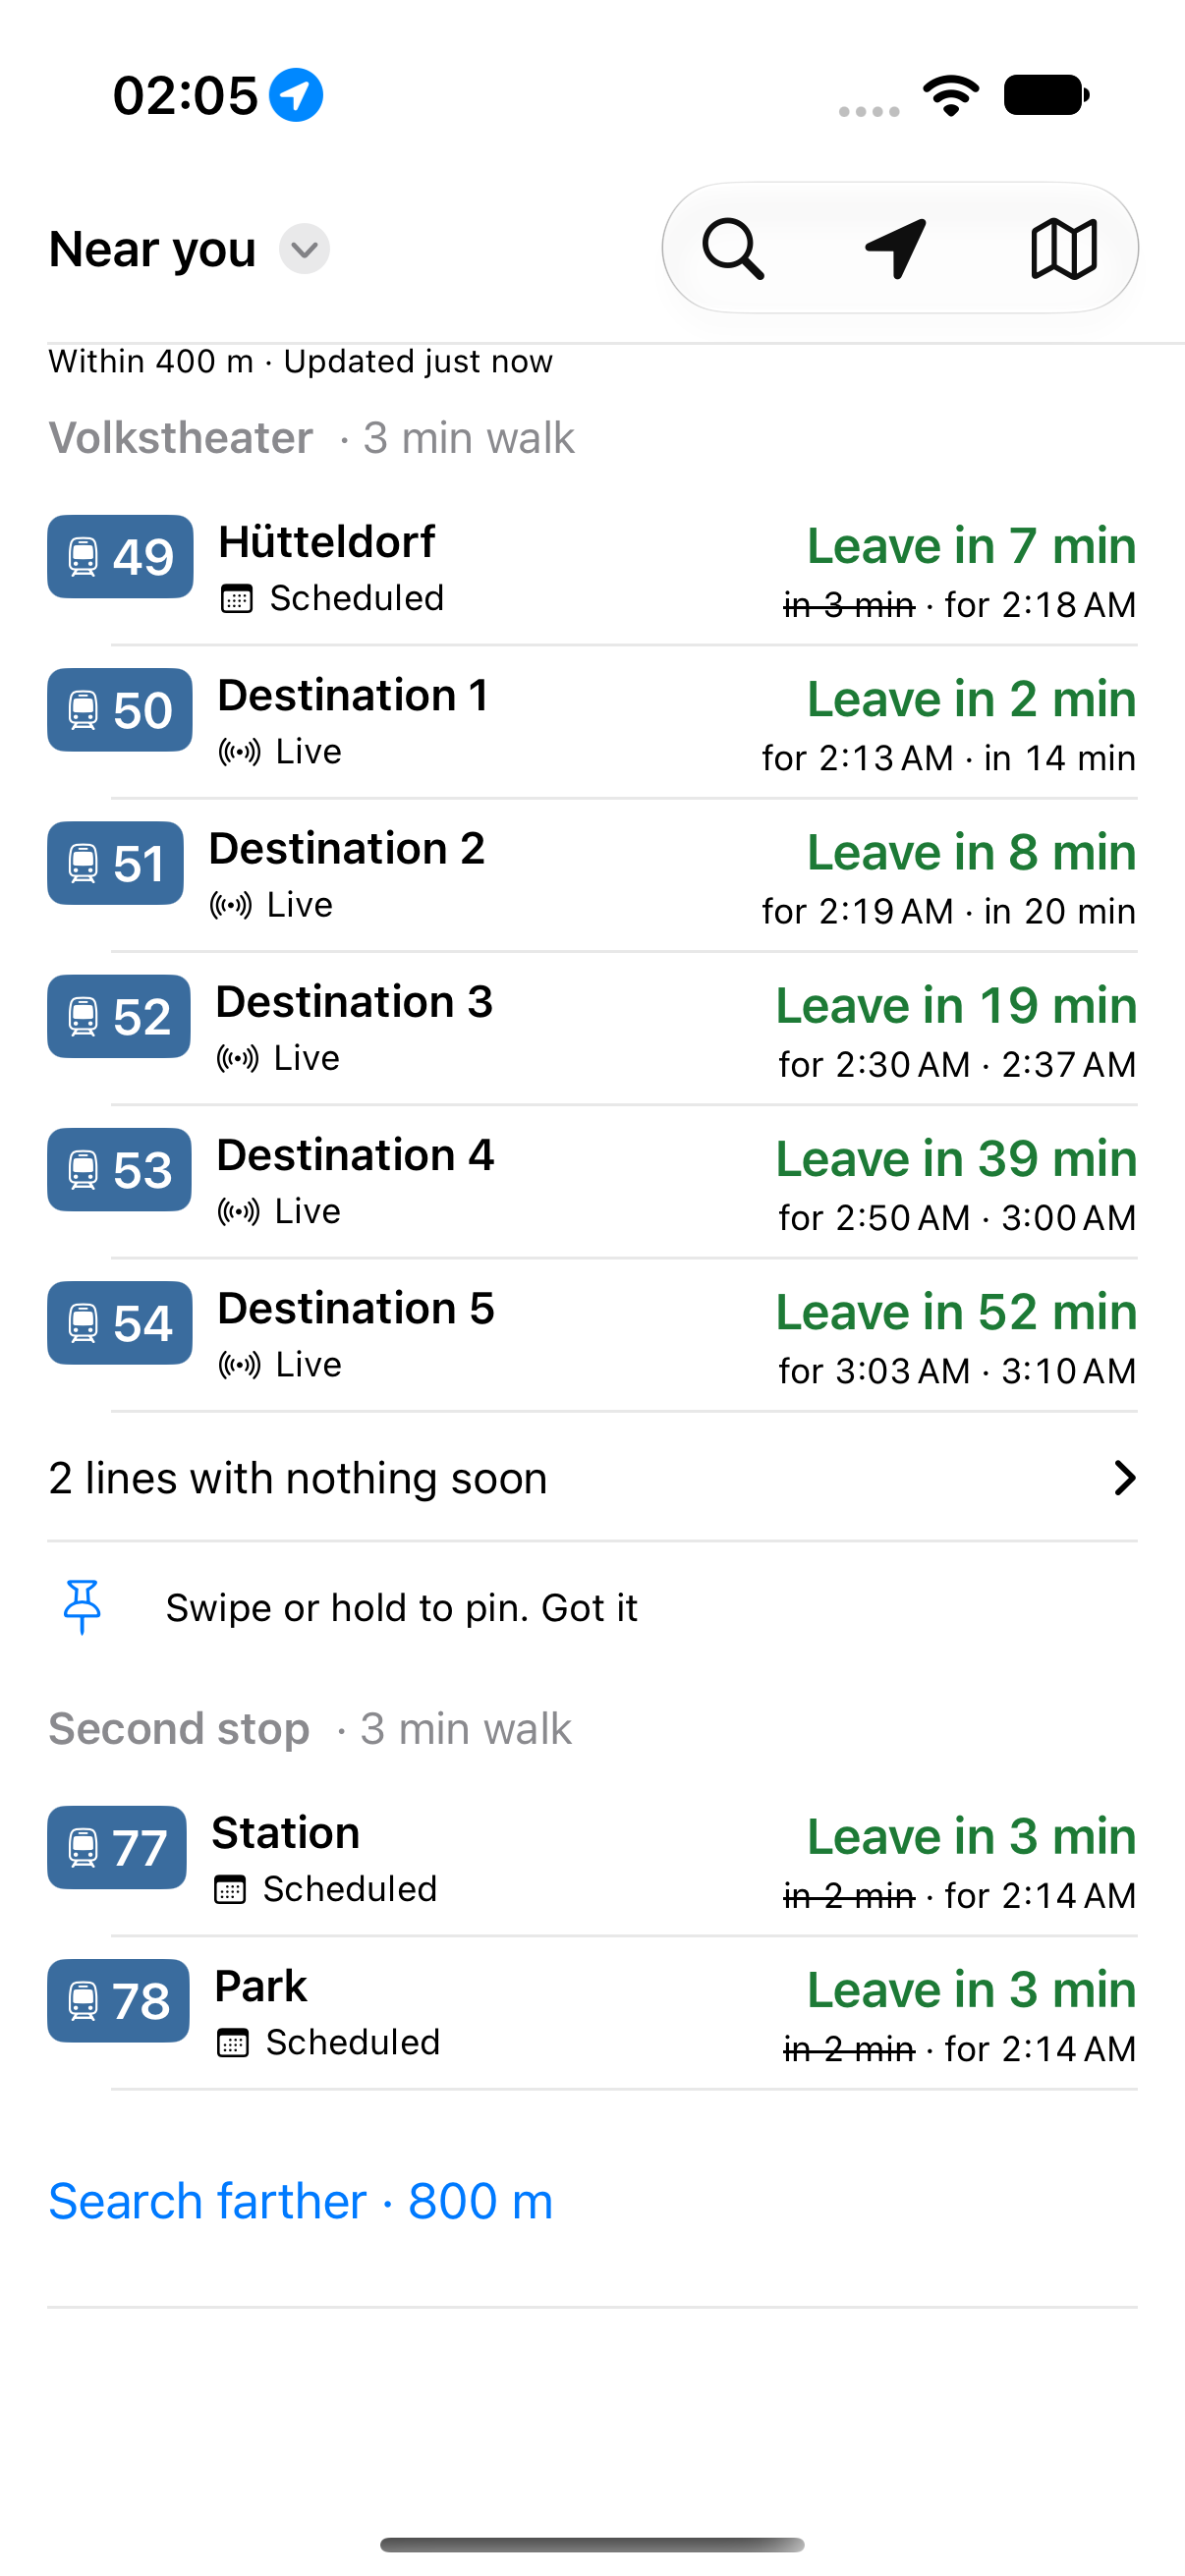 02:05
Near you
Within 400 m · Updated just now
Volkstheater · 3 min walk
49 Hütteldorf Leave in 7 min
Scheduled in 3 min · for 2:18 AM
50 Destination 1 Leave in 2 min
Live for 2:13 AM · in 14 min
51 Destination 2 Leave in 8 min
Live for 2:19 AM · in 20 min
52 Destination 3 Leave in 19 min
Live for 2:30 AM · 2:37 AM
53 Destination 4 Leave in 39 min
Live for 2:50 AM · 3:00 AM
54 Destination 5 Leave in 52 min
Live for 3:03 AM · 3:10 AM
2 lines with nothing soon
Swipe or hold to pin. Got it
Second stop · 3 min walk
77 Station Leave in 3 min
Scheduled in 2 min · for 2:14 AM
78 Park Leave in 3 min
Scheduled in 2 min · for 2:14 AM
Search farther · 800 m